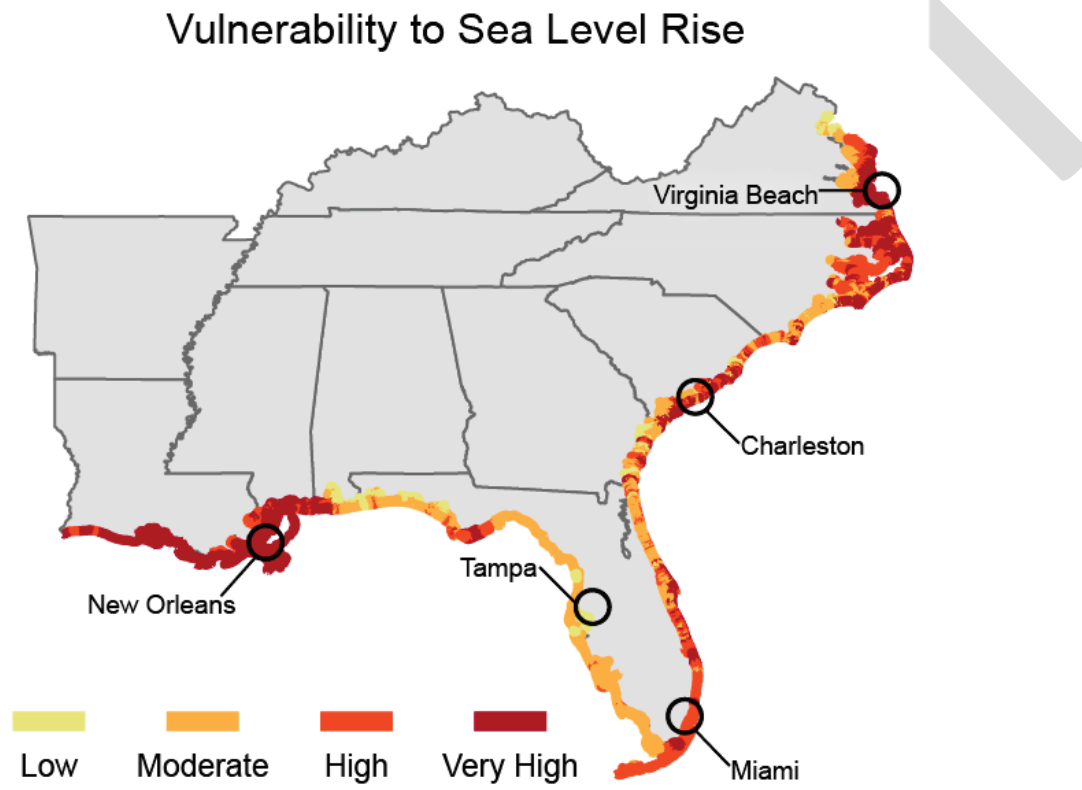 Vulnerability to Sea Level Rise
Virginia Beach
Charleston
Tampa
New Orleans
Miami
Low Moderate High Very High